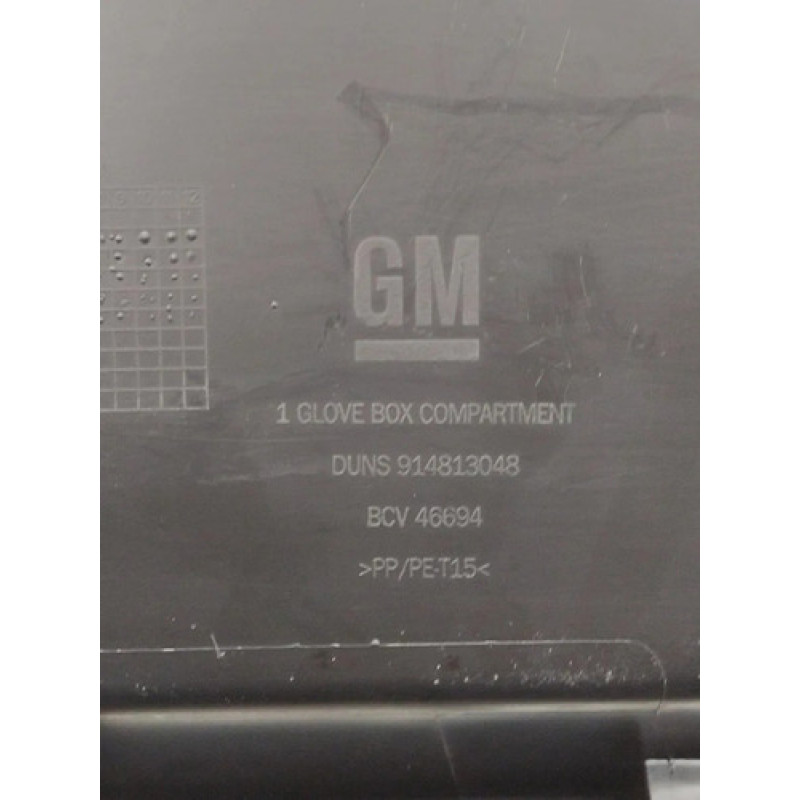 GM
1 GLOVE BOX COMPARTMENT
DUNS 914813048
BCV 46694
>PP/PE-T15<